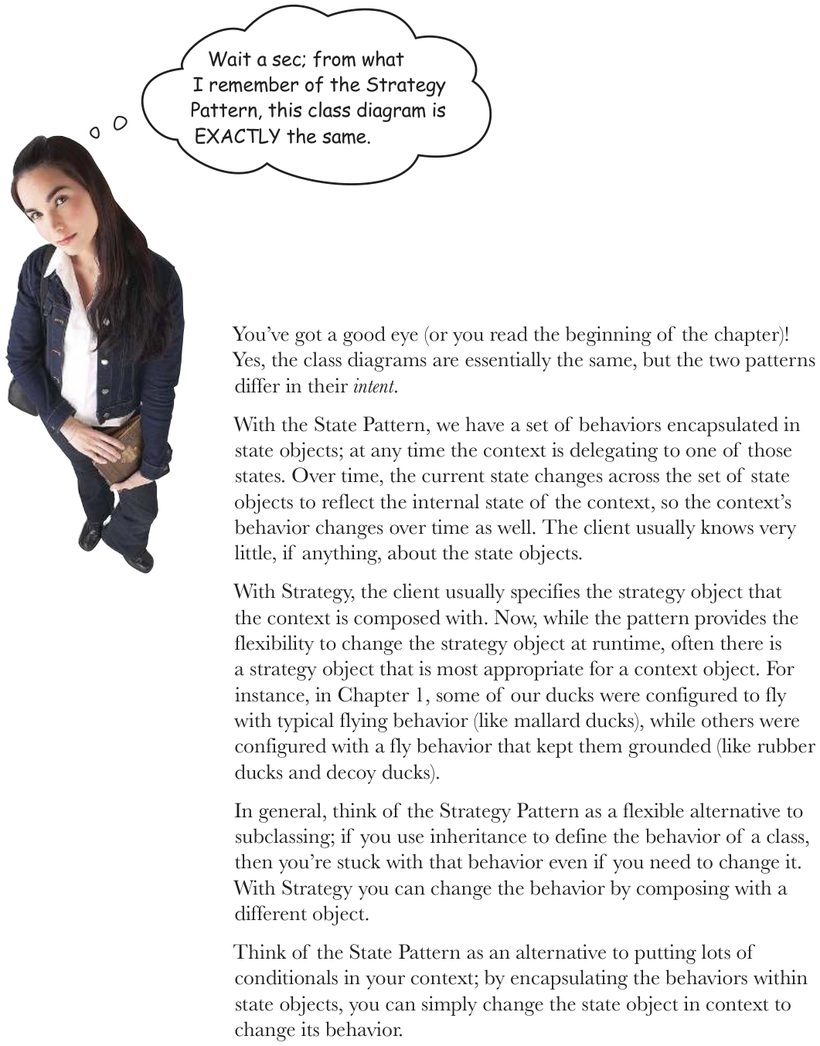 Wait a sec; from what
I remember of the Strategy
Pattern, this class diagram is
EXACTLY the same.
You’ve got a good eye (or you read the beginning of the chapter)!
Yes, the class diagrams are essentially the same, but the two patterns
differ in their intent.
With the State Pattern, we have a set of behaviors encapsulated in
state objects; at any time the context is delegating to one of those
states. Over time, the current state changes across the set of state
objects to reflect the internal state of the context, so the context’s
behavior changes over time as well. The client usually knows very
little, if anything, about the state objects.
With Strategy, the client usually specifies the strategy object that
the context is composed with. Now, while the pattern provides the
flexibility to change the strategy object at runtime, often there is
a strategy object that is most appropriate for a context object. For
instance, in Chapter 1, some of our ducks were configured to fly
with typical flying behavior (like mallard ducks), while others were
configured with a fly behavior that kept them grounded (like rubber
ducks and decoy ducks).
In general, think of the Strategy Pattern as a flexible alternative to
subclassing; if you use inheritance to define the behavior of a class,
then you’re stuck with that behavior even if you need to change it.
With Strategy you can change the behavior by composing with a
different object.
Think of the State Pattern as an alternative to putting lots of
conditionals in your context; by encapsulating the behaviors within
state objects, you can simply change the state object in context to
change its behavior.